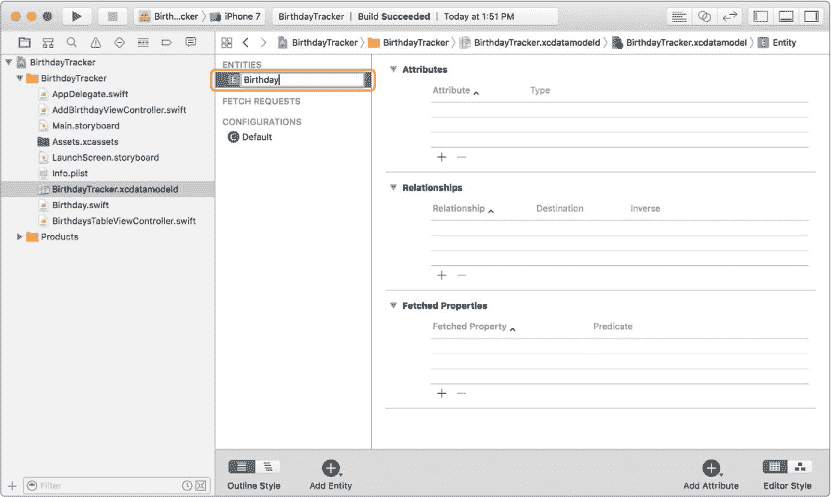 Birth...cker ⟩ iPhone 7
BirthdayTracker | Build Succeeded | Today at 1:51 PM
BirthdayTracker ⟩ BirthdayTracker ⟩ BirthdayTracker.xcdatamodeld ⟩ BirthdayTracker.xcdatamodel ⟩ E Entity
BirthdayTracker
BirthdayTracker
AppDelegate.swift
AddBirthdayViewController.swift
Main.storyboard
Assets.xcassets
LaunchScreen.storyboard
Info.plist
BirthdayTracker.xcdatamodeld
Birthday.swift
BirthdaysTableViewController.swift
Products
Filter
ENTITIES
E Birthday
FETCH REQUESTS
CONFIGURATIONS
C Default
Attributes
Attribute Type
Relationships
Relationship Destination Inverse
Fetched Properties
Fetched Property Predicate
Outline Style Add Entity Add Attribute Editor Style